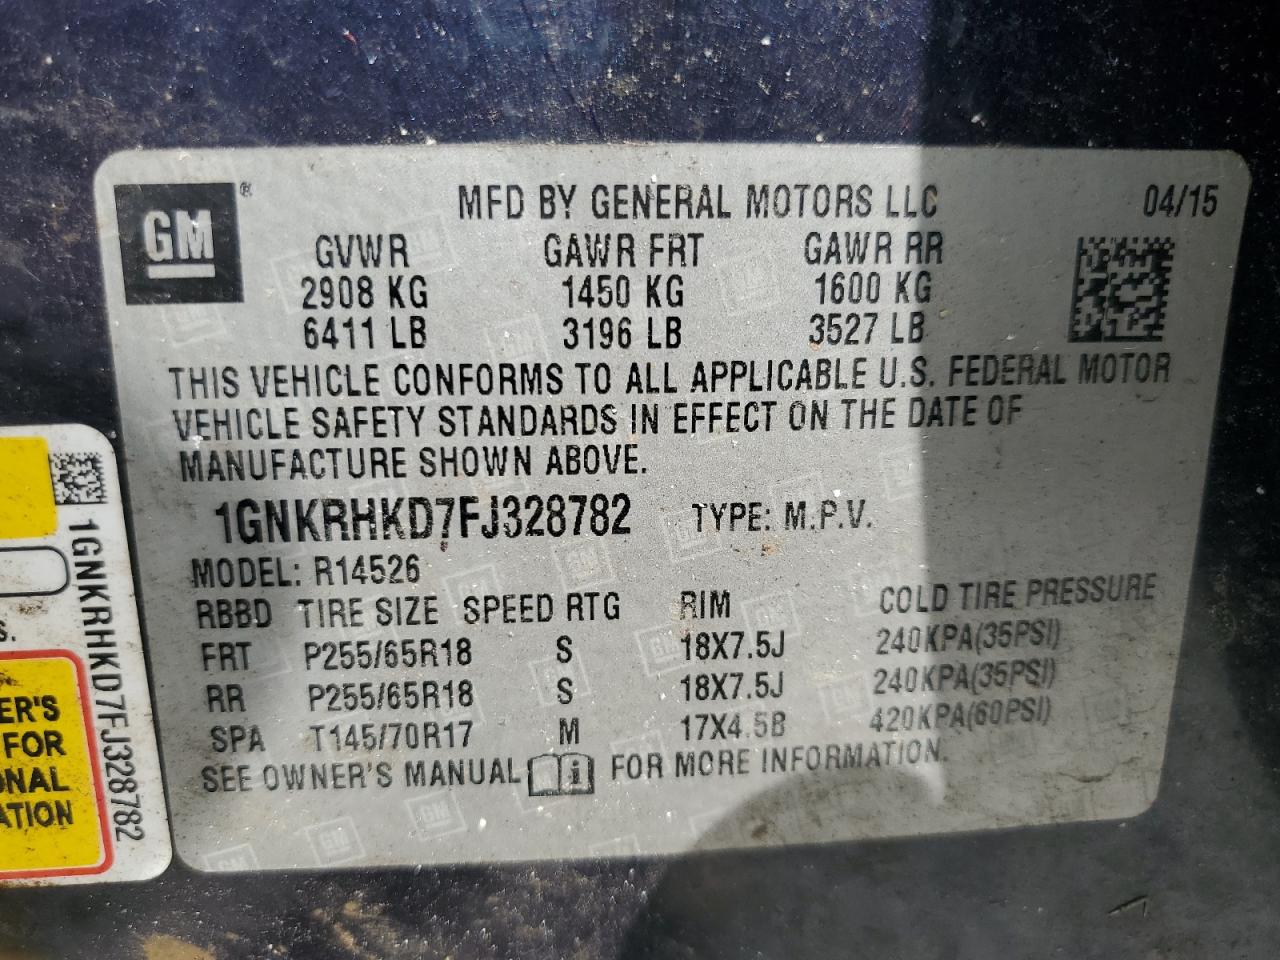 GM ®
MFD BY GENERAL MOTORS LLC 04/15
GVWR GAWR FRT GAWR RR
2908 KG 1450 KG 1600 KG
6411 LB 3196 LB 3527 LB
THIS VEHICLE CONFORMS TO ALL APPLICABLE U.S. FEDERAL MOTOR
VEHICLE SAFETY STANDARDS IN EFFECT ON THE DATE OF
MANUFACTURE SHOWN ABOVE.
1GNKRHKD7FJ328782 TYPE: M.P.V.
MODEL: R14526
RBBD TIRE SIZE SPEED RTG RIM COLD TIRE PRESSURE
FRT P255/65R18 S 18X7.5J 240KPA(35PSI)
RR P255/65R18 S 18X7.5J 240KPA(35PSI)
SPA T145/70R17 M 17X4.5B 420KPA(60PSI)
SEE OWNER'S MANUAL FOR MORE INFORMATION.
1GNKRHKD7FJ328782
S.
ER'S
FOR
ONAL
ATION